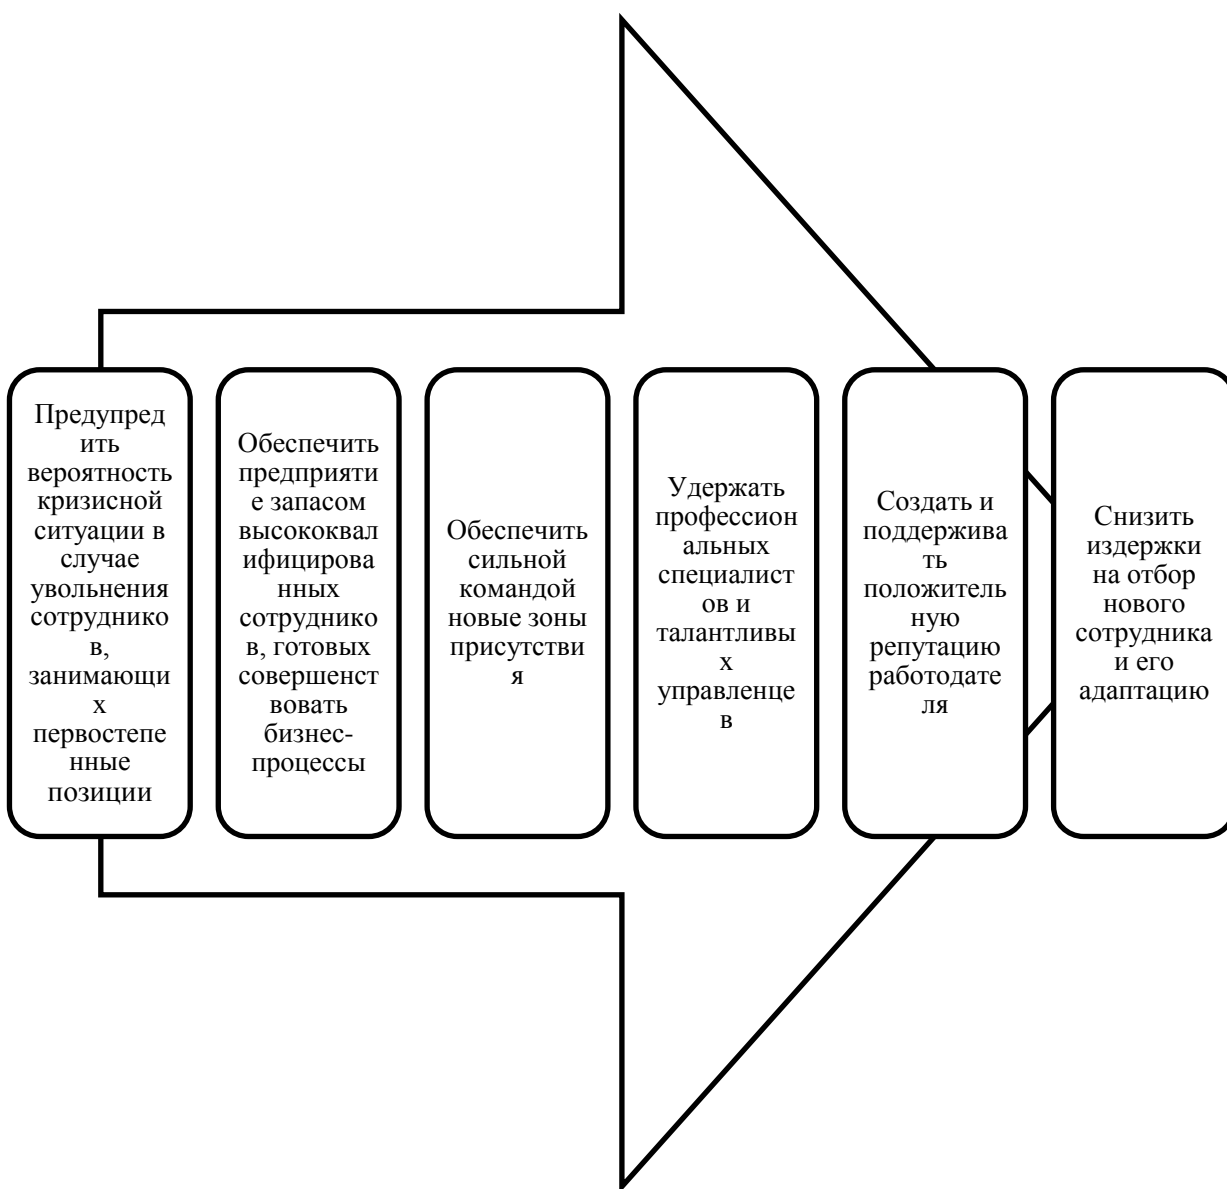 Предупред
ить
вероятность
кризисной
ситуации в
случае
увольнения
сотруднико
в,
занимающи
х
первостепе
нные
позиции
Обеспечить
предприяти
е запасом
высококвал
ифицирова
нных
сотруднико
в, готовых
совершенст
вовать
бизнес-
процессы
Обеспечить
сильной
командой
новые зоны
присутстви
я
Удержать
профессион
альных
специалист
ов и
талантливы
х
управленце
в
Создать и
поддержива
ть
положитель
ную
репутацию
работодате
ля
Снизить
издержки
на отбор
нового
сотрудника
и его
адаптацию